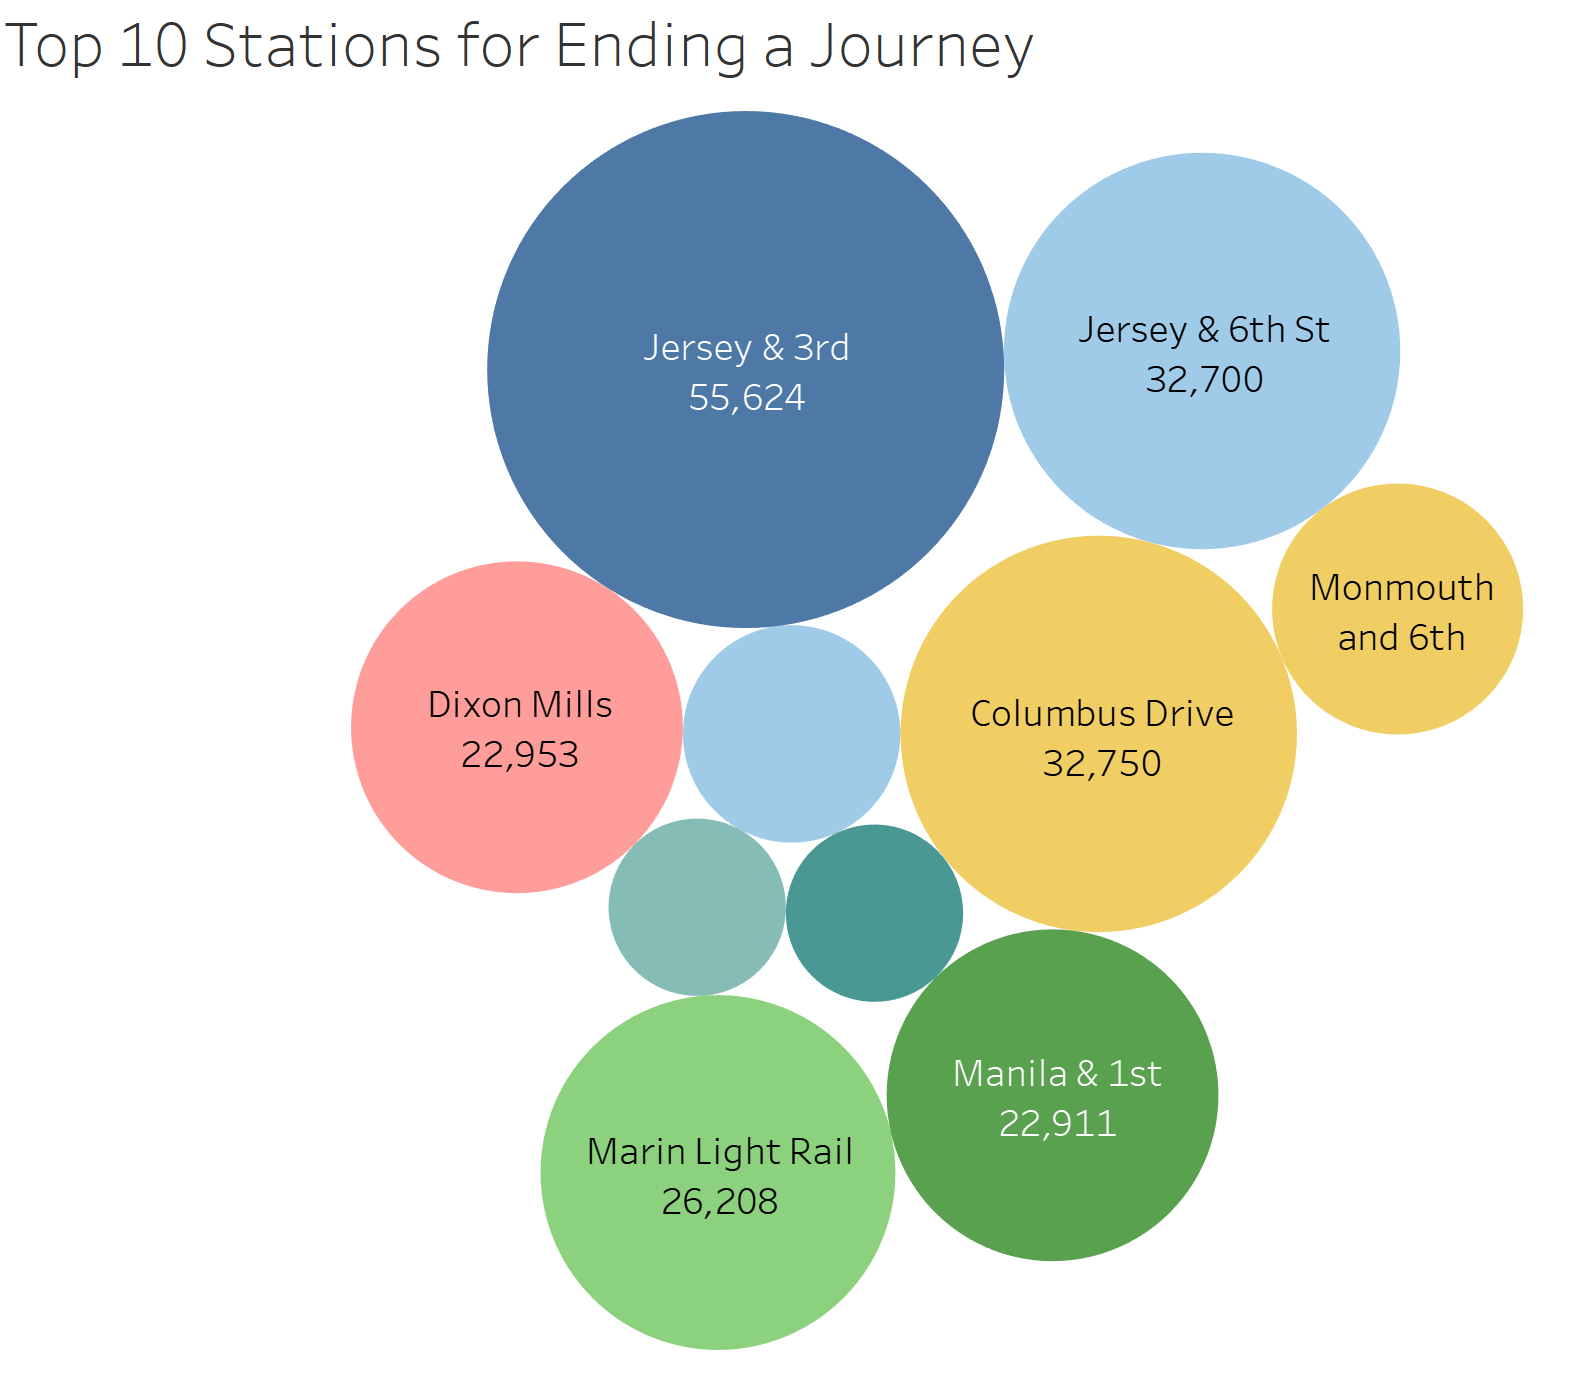 Top 10 Stations for Ending a Journey
Jersey & 3rd
55,624
Jersey & 6th St
32,700
Monmouth
and 6th
Dixon Mills
22,953
Columbus Drive
32,750
Manila & 1st
22,911
Marin Light Rail
26,208